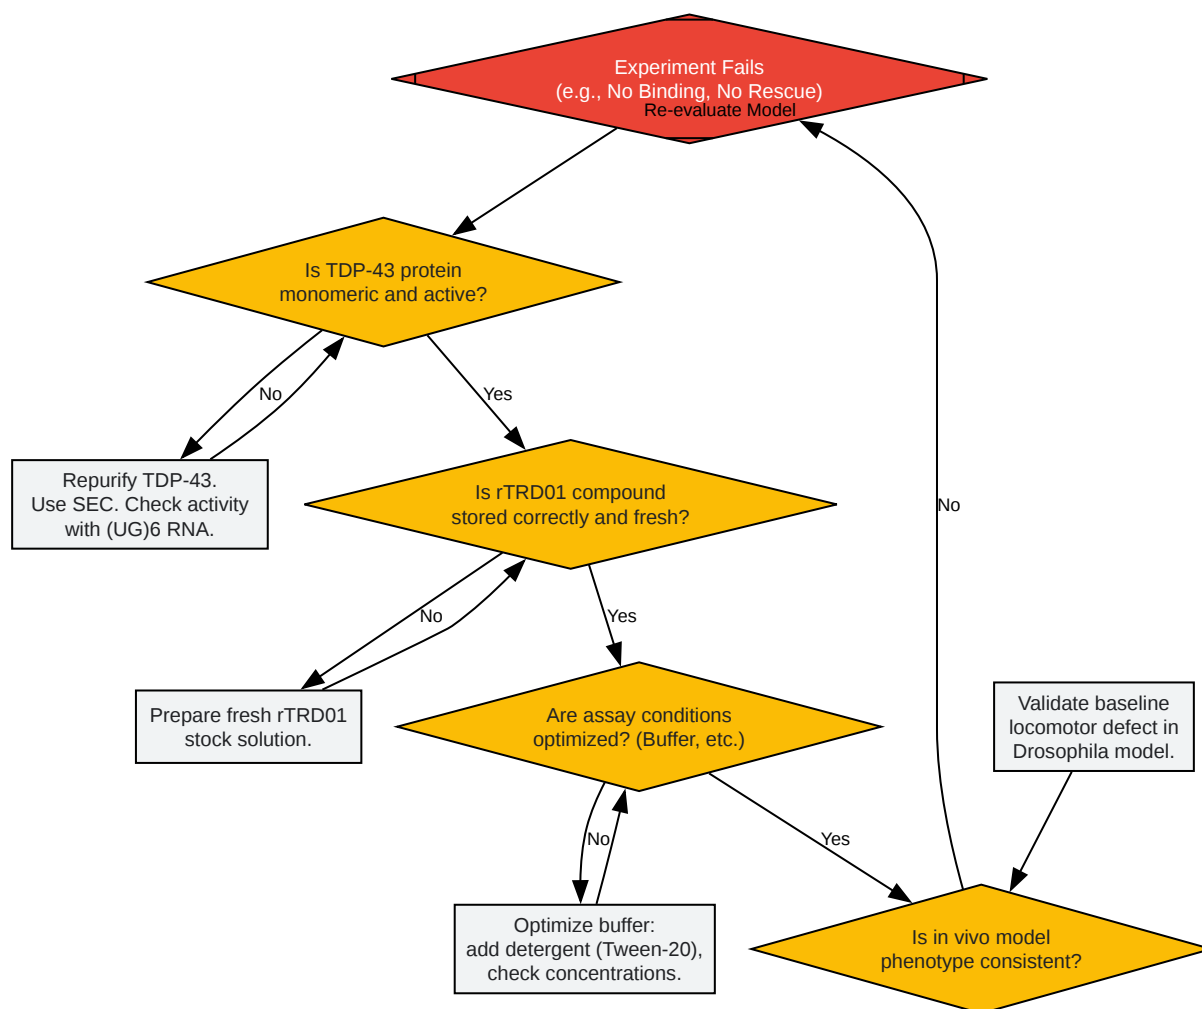 Experiment Fails
(e.g., No Binding, No Rescue)
Re-evaluate Model
Is TDP-43 protein
monomeric and active?
No
Yes
Repurify TDP-43.
Use SEC. Check activity
with (UG)6 RNA.
Is rTRD01 compound
stored correctly and fresh?
No
No
Yes
Prepare fresh rTRD01
stock solution.
Are assay conditions
optimized? (Buffer, etc.)
Validate baseline
locomotor defect in
Drosophila model.
No
Yes
Optimize buffer:
add detergent (Tween-20),
check concentrations.
Is in vivo model
phenotype consistent?